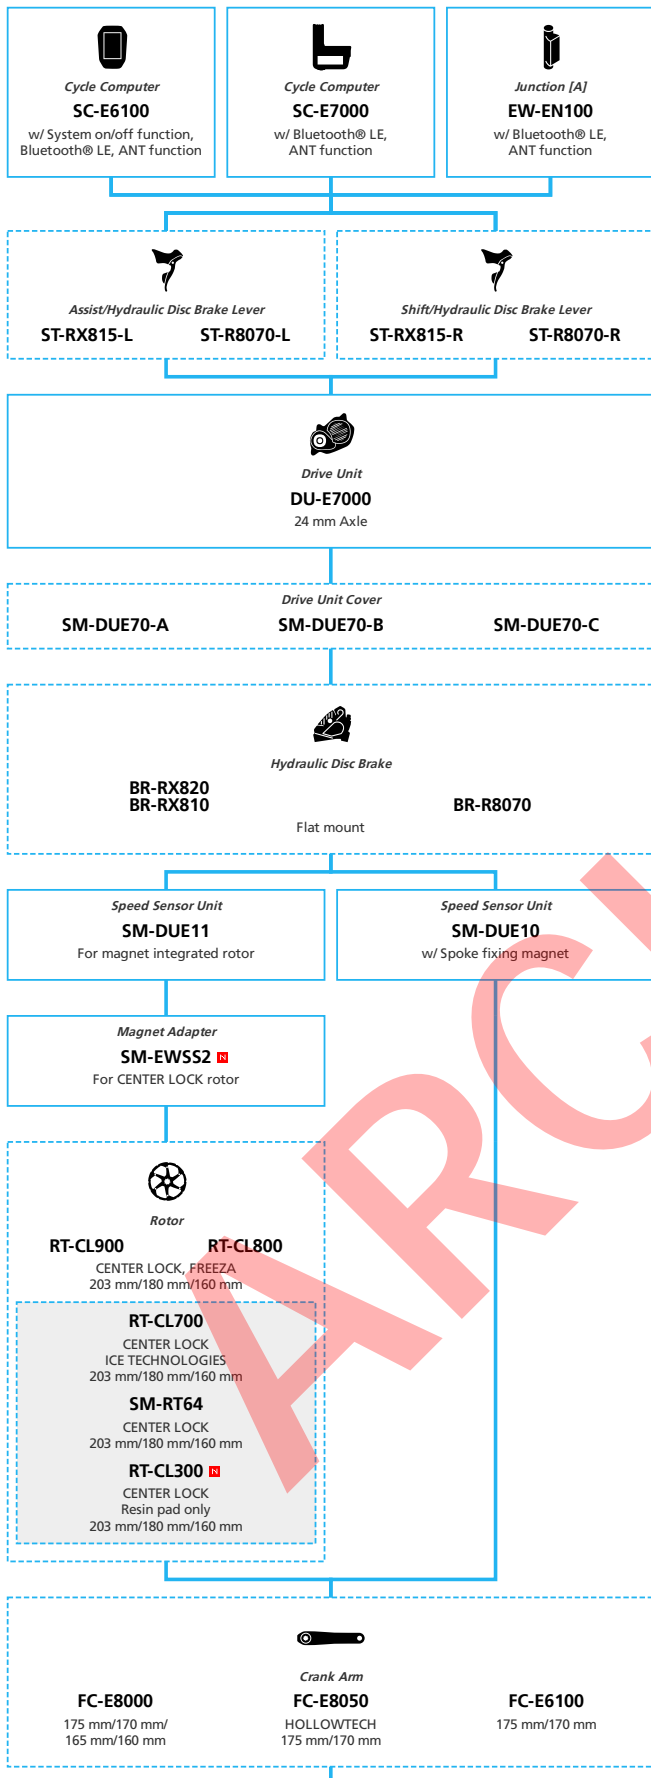 Cycle Computer
SC-E6100
w/ System on/off function,
Bluetooth® LE, ANT function
Cycle Computer
SC-E7000
w/ Bluetooth® LE,
ANT function
Junction [A]
EW-EN100
w/ Bluetooth® LE,
ANT function
Assist/Hydraulic Disc Brake Lever
ST-RX815-L ST-R8070-L
Shift/Hydraulic Disc Brake Lever
ST-RX815-R ST-R8070-R
Drive Unit
DU-E7000
24 mm Axle
Drive Unit Cover
SM-DUE70-A SM-DUE70-B SM-DUE70-C
Hydraulic Disc Brake
BR-RX820
BR-RX810
BR-R8070
Flat mount
Speed Sensor Unit
SM-DUE11
For magnet integrated rotor
Speed Sensor Unit
SM-DUE10
w/ Spoke fixing magnet
Magnet Adapter
SM-EWSS2 N
For CENTER LOCK rotor
Rotor
RT-CL900 RT-CL800
CENTER LOCK, FREEZA
203 mm/180 mm/160 mm
RT-CL700
CENTER LOCK
ICE TECHNOLOGIES
203 mm/180 mm/160 mm
SM-RT64
CENTER LOCK
203 mm/180 mm/160 mm
RT-CL300 N
CENTER LOCK
Resin pad only
203 mm/180 mm/160 mm
Crank Arm
FC-E8000
175 mm/170 mm/
165 mm/160 mm
FC-E8050
HOLLOWTECH
175 mm/170 mm
FC-E6100
175 mm/170 mm